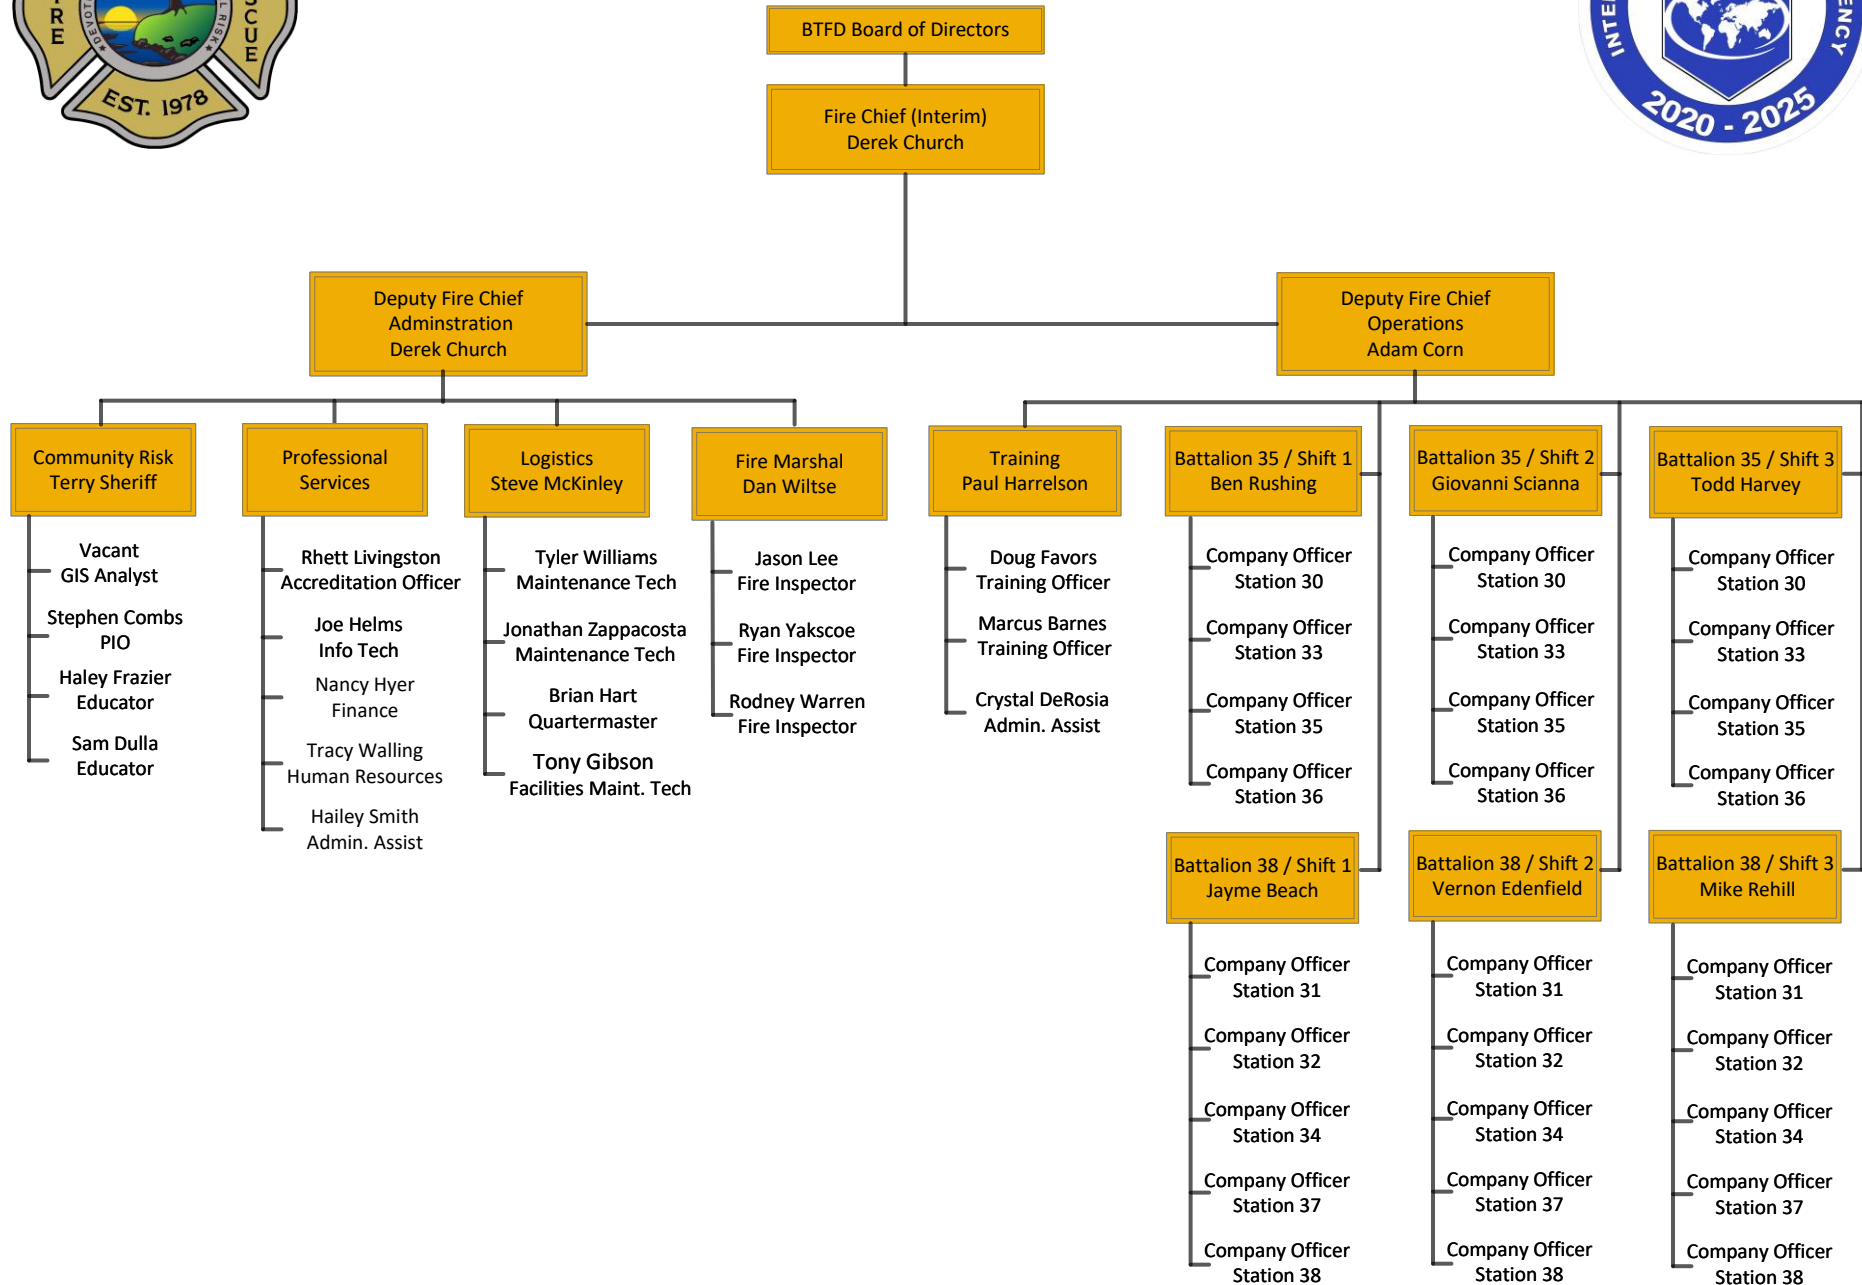 FIRE
RESCUE
EST. 1978
2020 - 2025
BTFD Board of Directors
Fire Chief (Interim)
Derek Church
Deputy Fire Chief
Adminstration
Derek Church
Deputy Fire Chief
Operations
Adam Corn
Community Risk
Terry Sheriff
Vacant
GIS Analyst
Stephen Combs
PIO
Haley Frazier
Educator
Sam Dulla
Educator
Professional
Services
Rhett Livingston
Accreditation Officer
Joe Helms
Info Tech
Nancy Hyer
Finance
Tracy Walling
Human Resources
Hailey Smith
Admin. Assist
Logistics
Steve McKinley
Tyler Williams
Maintenance Tech
Jonathan Zappacosta
Maintenance Tech
Brian Hart
Quartermaster
Tony Gibson
Facilities Maint. Tech
Fire Marshal
Dan Wiltse
Jason Lee
Fire Inspector
Ryan Yakscoe
Fire Inspector
Rodney Warren
Fire Inspector
Training
Paul Harrelson
Doug Favors
Training Officer
Marcus Barnes
Training Officer
Crystal DeRosia
Admin. Assist
Battalion 35 / Shift 1
Ben Rushing
Company Officer
Station 30
Company Officer
Station 33
Company Officer
Station 35
Company Officer
Station 36
Battalion 35 / Shift 2
Giovanni Scianna
Company Officer
Station 30
Company Officer
Station 33
Company Officer
Station 35
Company Officer
Station 36
Battalion 35 / Shift 3
Todd Harvey
Company Officer
Station 30
Company Officer
Station 33
Company Officer
Station 35
Company Officer
Station 36
Battalion 38 / Shift 1
Jayme Beach
Company Officer
Station 31
Company Officer
Station 32
Company Officer
Station 34
Company Officer
Station 37
Company Officer
Station 38
Battalion 38 / Shift 2
Vernon Edenfield
Company Officer
Station 31
Company Officer
Station 32
Company Officer
Station 34
Company Officer
Station 37
Company Officer
Station 38
Battalion 38 / Shift 3
Mike Rehill
Company Officer
Station 31
Company Officer
Station 32
Company Officer
Station 34
Company Officer
Station 37
Company Officer
Station 38